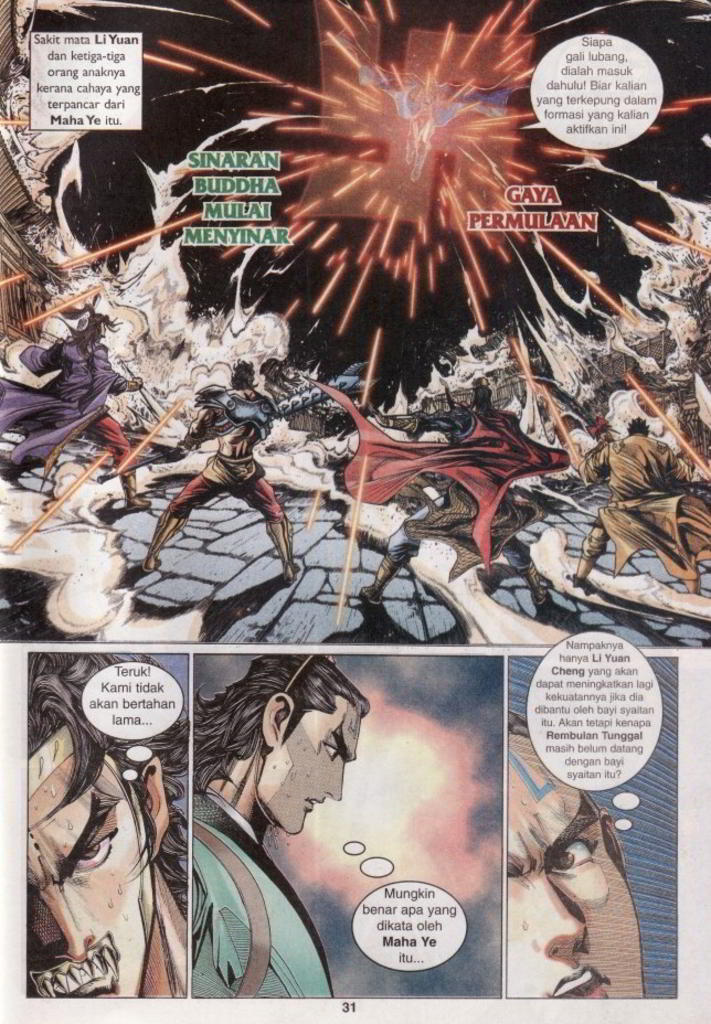 Sakit mata Li Yuan
dan ketiga-tiga
orang anaknya
kerana cahaya yang
terpancar dari
Maha Ye itu.
Siapa
gali lubang,
dialah masuk
dahulu! Biar kalian
yang terkepung dalam
formasi yang kalian
aktifkan ini!
SINARAN
BUDDHA
MULAI
MENYINAR
GAYA
PERMULAAN
Teruk!
Kami tidak
akan bertahan
lama...
Mungkin
benar apa yang
dikata oleh
Maha Ye
itu...
Nampaknya
hanya Li Yuan
Cheng yang akan
dapat meningkatkan lagi
kekuatannya jika dia
dibantu oleh bayi syaitan
itu. Akan tetapi kenapa
Rembulan Tunggal
masih belum datang
dengan bayi
syaitan itu?
31